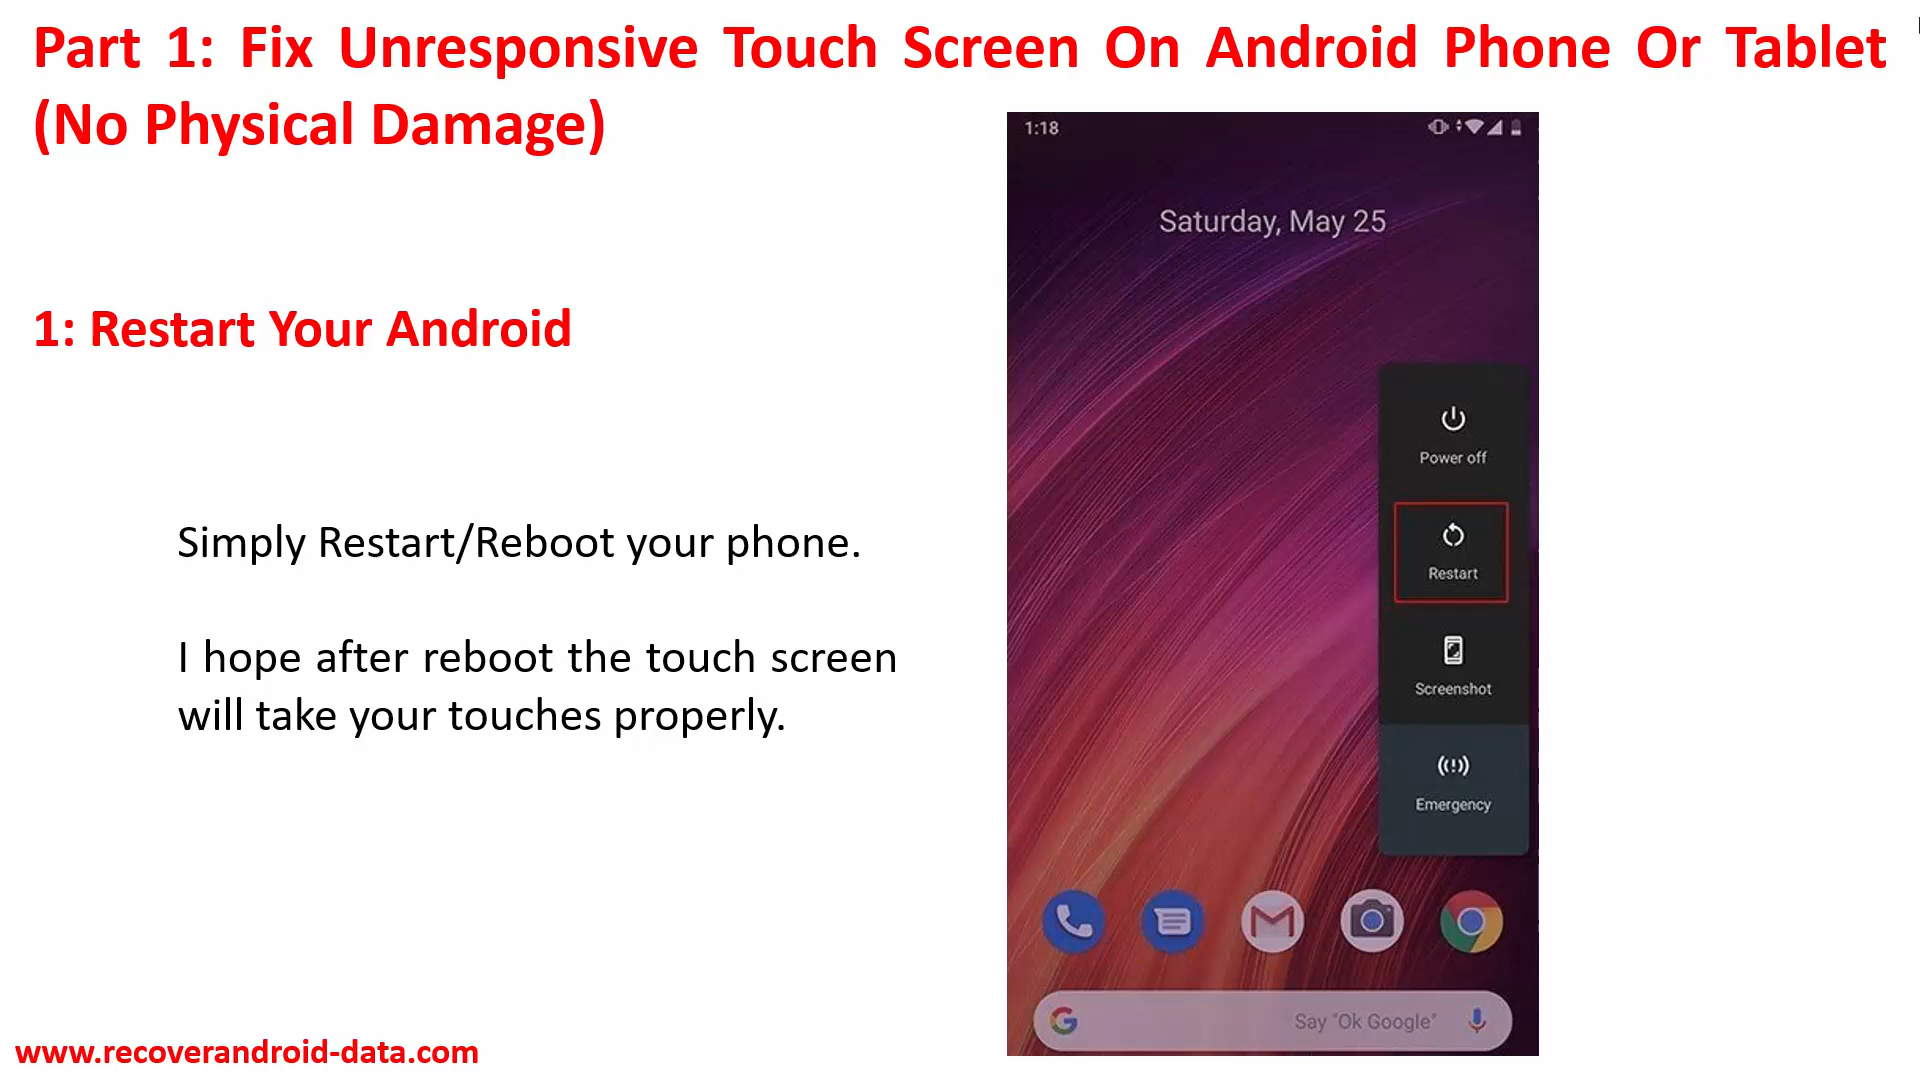 Part 1: Fix Unresponsive Touch Screen On Android Phone Or Tablet
(No Physical Damage)
1: Restart Your Android
Simply Restart/Reboot your phone.
I hope after reboot the touch screen
will take your touches properly.
www.recoverandroid-data.com
1:18
Saturday, May 25
Power off
Restart
Screenshot
Emergency
Say "Ok Google"